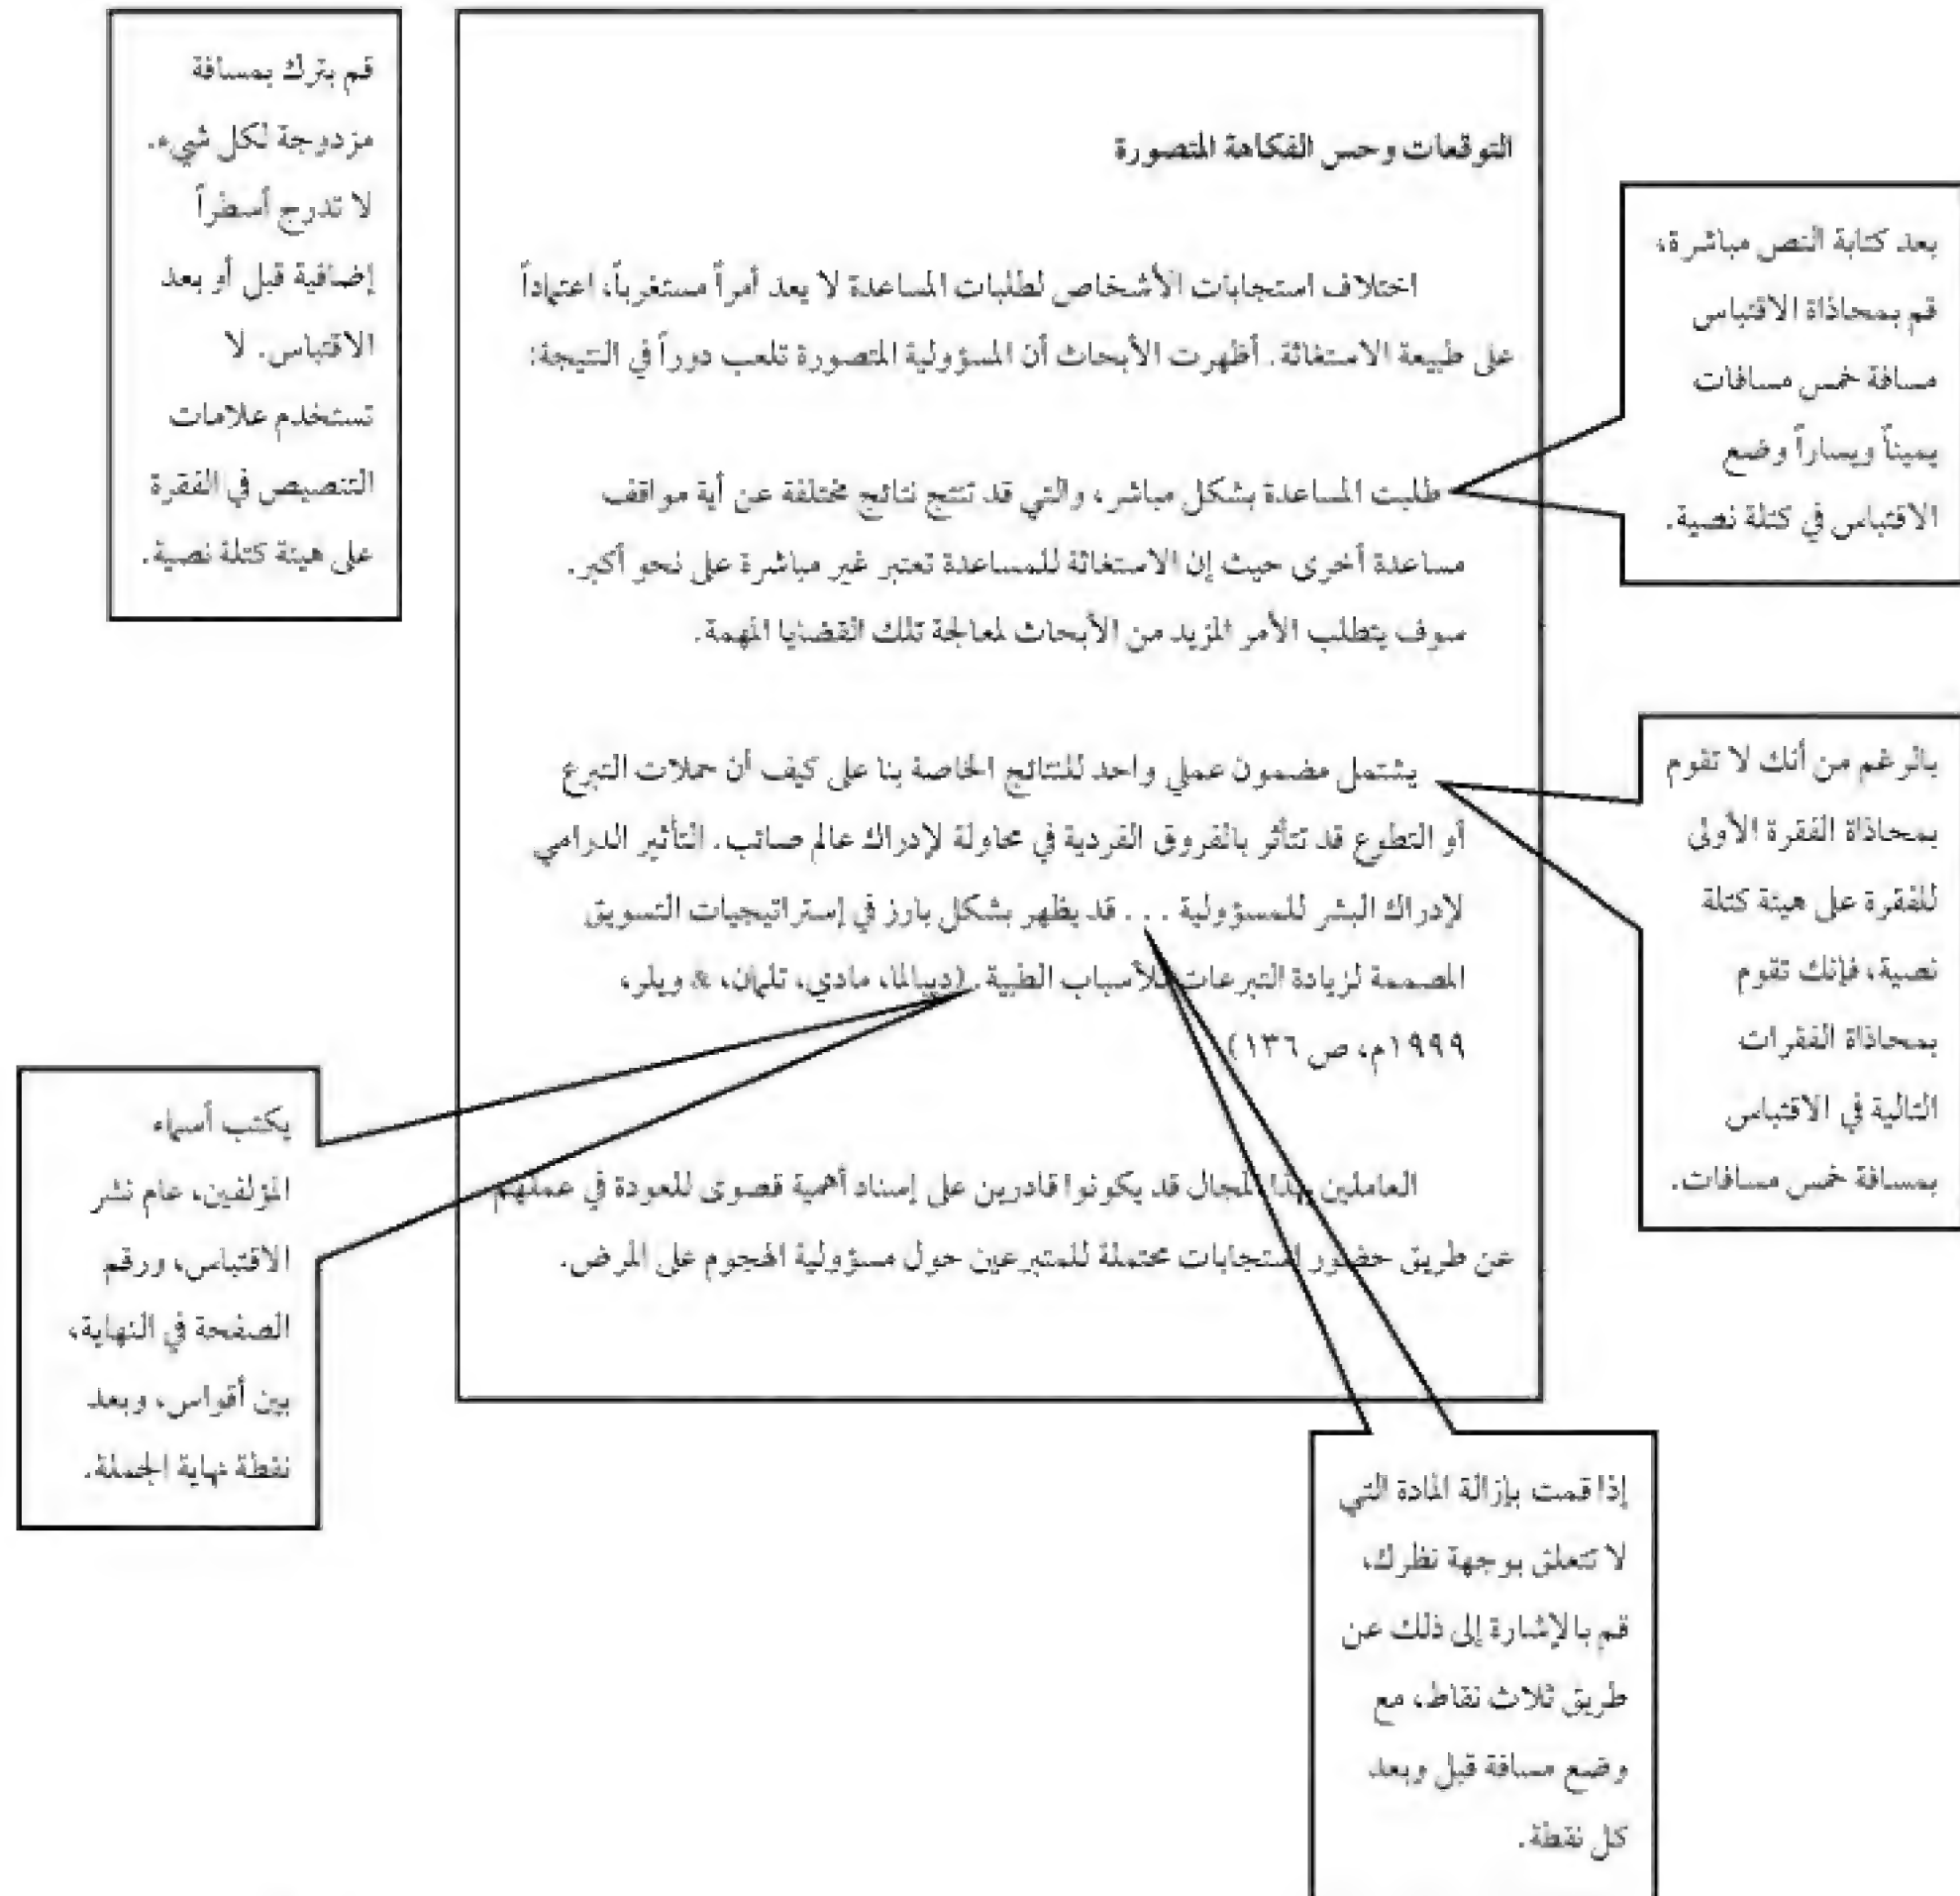 قم بترك بمسافة
مزدوجة لكل شيء.
لا تدرج أسطراً
إضافية قبل أو بعد
الاقتباس. لا
تستخدم علامات
التنصيص في الفقرة
على هيئة كتلة نصية.
التوقعات وحس الفكاهة المتصورة
اختلاف استجابات الأشخاص لطلبات المساعدة لا يعد أمراً مستغرباً، اعتماداً
على طبيعة الاستغاثة. أظهرت الأبحاث أن المسؤولية المتصورة تلعب دوراً في النتيجة:
طلبت المساعدة بشكل مباشر، والتي قد تنتج نتائج مختلفة عن أية مواقف
مساعدة أخرى حيث إن الاستغاثة للمساعدة تعتبر غير مباشرة على نحو أكبر.
سوف يتطلب الأمر المزيد من الأبحاث لمعالجة تلك القضايا المهمة.
يشتمل مضمون عملي واحد للنتائج الخاصة بنا على كيف أن حملات التبرع
أو التطوع قد تتأثر بالفروق الفردية في محاولة لإدراك عالم صائب. التأثير الدرامي
لإدراك البشر للمسؤولية . . . قد يظهر بشكل بارز في إستراتيجيات التسويق
المصممة لزيادة التبرعات للأسباب الطبية. (ديبالما، مادي، تلمان، & ويلر،
١٩٩٩م، ص ١٣٦)
العاملين بهذا المجال قد يكونوا قادرين على إسناد أهمية قصوى للعودة في عملهم
عن طريق حضور استجابات محتملة للمتبرعين حول مسؤولية الهجوم على المرض.
بعد كتابة النص مباشرة،
قم بمحاذاة الاقتباس
مسافة خمس مسافات
يميناً ويساراً وضع
الاقتباس في كتلة نصية.
بالرغم من أنك لا تقوم
بمحاذاة الفقرة الأولى
للفقرة على هيئة كتلة
نصية، فإنك تقوم
بمحاذاة الفقرات
التالية في الاقتباس
بمسافة خمس مسافات.
يكتب أسماء
المؤلفين، عام نشر
الاقتباس، ورقم
الصفحة في النهاية،
بين أقواس، وبعد
نقطة نهاية الجملة.
إذا قمت بإزالة المادة التي
لا تتعلق بوجهة نظرك،
قم بالإشارة إلى ذلك عن
طريق ثلاث نقاط، مع
وضع مسافة قبل وبعد
كل نقطة.